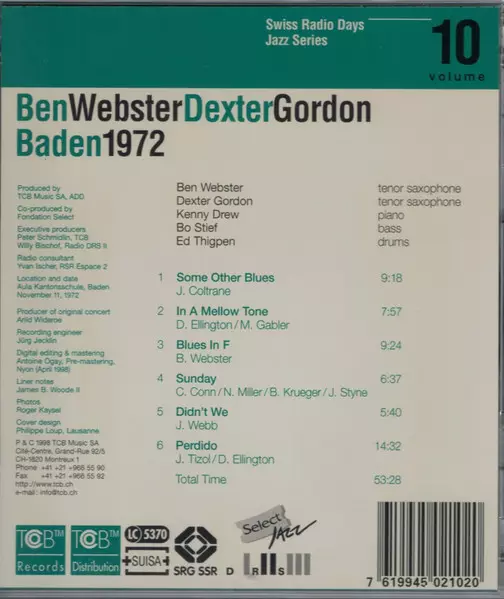 Swiss Radio Days
Jazz Series
10
volume
BenWebsterDexterGordon
Baden1972
Produced by
TCB Music SA, ADD
Co-produced by
Fondation Select
Executive producers
Peter Schmidlin, TCB
Willy Bischof, Radio DRS II
Radio consultant
Yvan Ischer, RSR Espace 2
Location and date
Aula Kantonsschule, Baden
November 11, 1972
Producer of original concert
Arild Wideröe
Recording engineer
Jürg Jecklin
Digital editing & mastering
Antoine Ogay, Pre-mastering,
Nyon (April 1998)
Liner notes
James B. Woode II
Photos
Roger Kaysel
Cover design
Philippe Loup, Lausanne
P & C 1998 TCB Music SA
Cité-Centre, Grand-Rue 92/5
CH-1820 Montreux 1
Phone +41 +21 +966 55 90
Fax +41 +21 +966 55 92
http://www.tcb.ch
e-mail : info@tcb.ch
Ben Webster tenor saxophone
Dexter Gordon tenor saxophone
Kenny Drew piano
Bo Stief bass
Ed Thigpen drums
1 Some Other Blues 9:18
J. Coltrane
2 In A Mellow Tone 7:57
D. Ellington/M. Gabler
3 Blues In F 9:24
B. Webster
4 Sunday 6:37
C. Conn/N. Miller/B. Krueger/J. Styne
5 Didn't We 5:40
J. Webb
6 Perdido 14:32
J. Tizol/D. Ellington
Total Time 53:28
TCB
Records
TCB
Distribution
LC 5370
SUISA
SRG SSR
Select
JAZZ
D
7 619945 021020